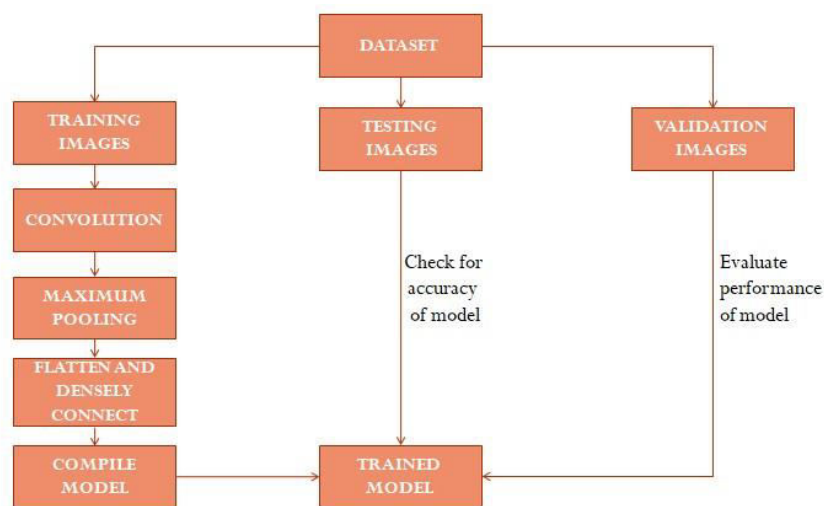 DATASET
TRAINING
IMAGES
TESTING
IMAGES
VALIDATION
IMAGES
CONVOLUTION
Check for
accuracy
of model
Evaluate
performance
of model
MAXIMUM
POOLING
FLATTEN AND
DENSELY
CONNECT
COMPILE
MODEL
TRAINED
MODEL